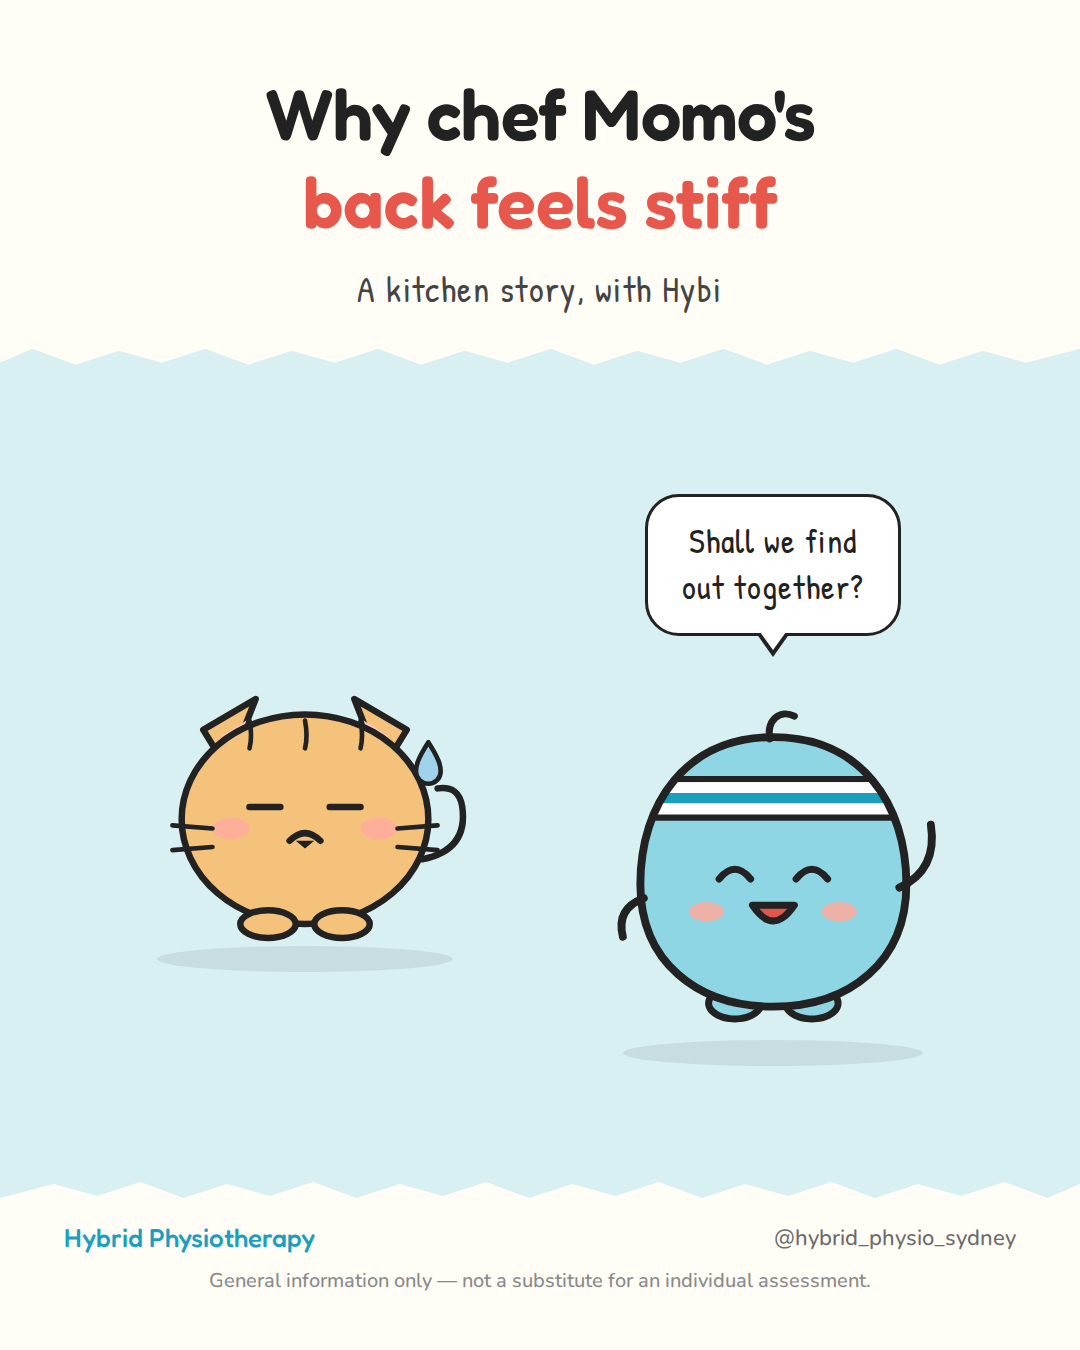 Why chef Momo's
back feels stiff
A kitchen story, with Hybi
Shall we find
out together?
Hybrid Physiotherapy
@hybrid_physio_sydney
General information only — not a substitute for an individual assessment.